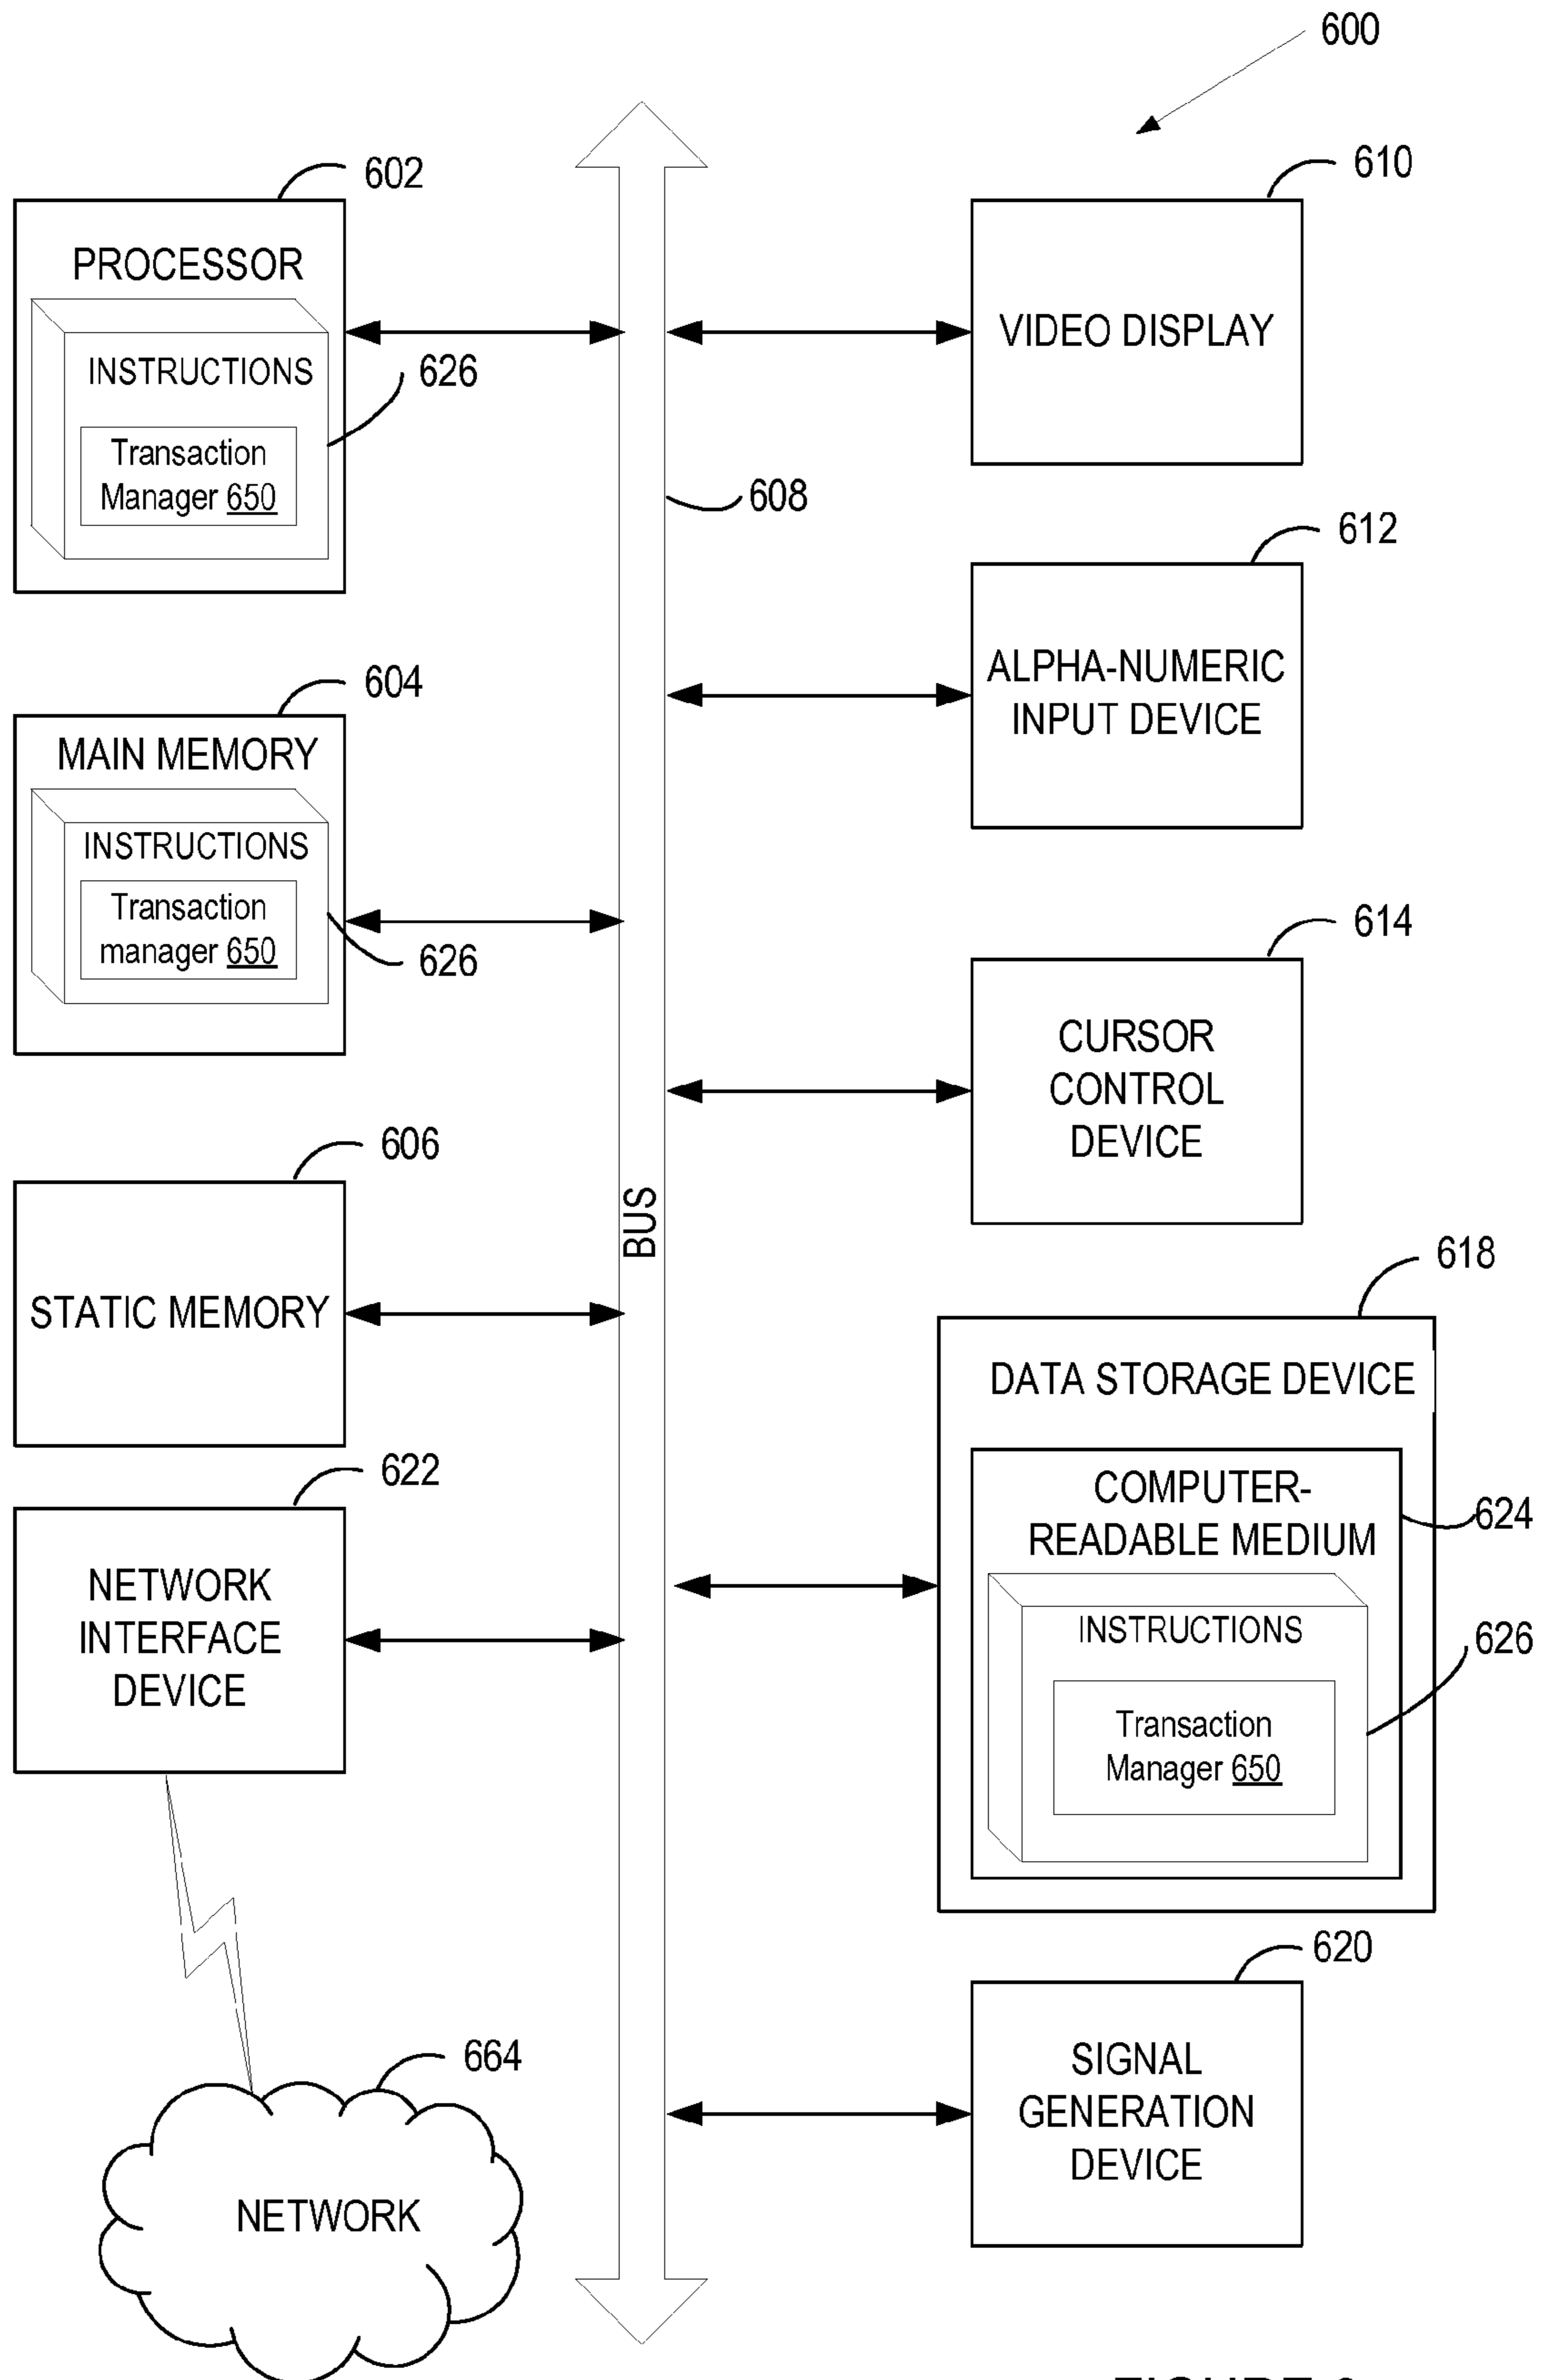 600
602
PROCESSOR
INSTRUCTIONS
626
Transaction
Manager 650
604
MAIN MEMORY
INSTRUCTIONS
Transaction
manager 650
626
606
STATIC MEMORY
622
NETWORK
INTERFACE
DEVICE
664
NETWORK
608
BUS
610
VIDEO DISPLAY
612
ALPHA-NUMERIC
INPUT DEVICE
614
CURSOR
CONTROL
DEVICE
618
DATA STORAGE DEVICE
COMPUTER-
READABLE MEDIUM
624
INSTRUCTIONS
626
Transaction
Manager 650
620
SIGNAL
GENERATION
DEVICE